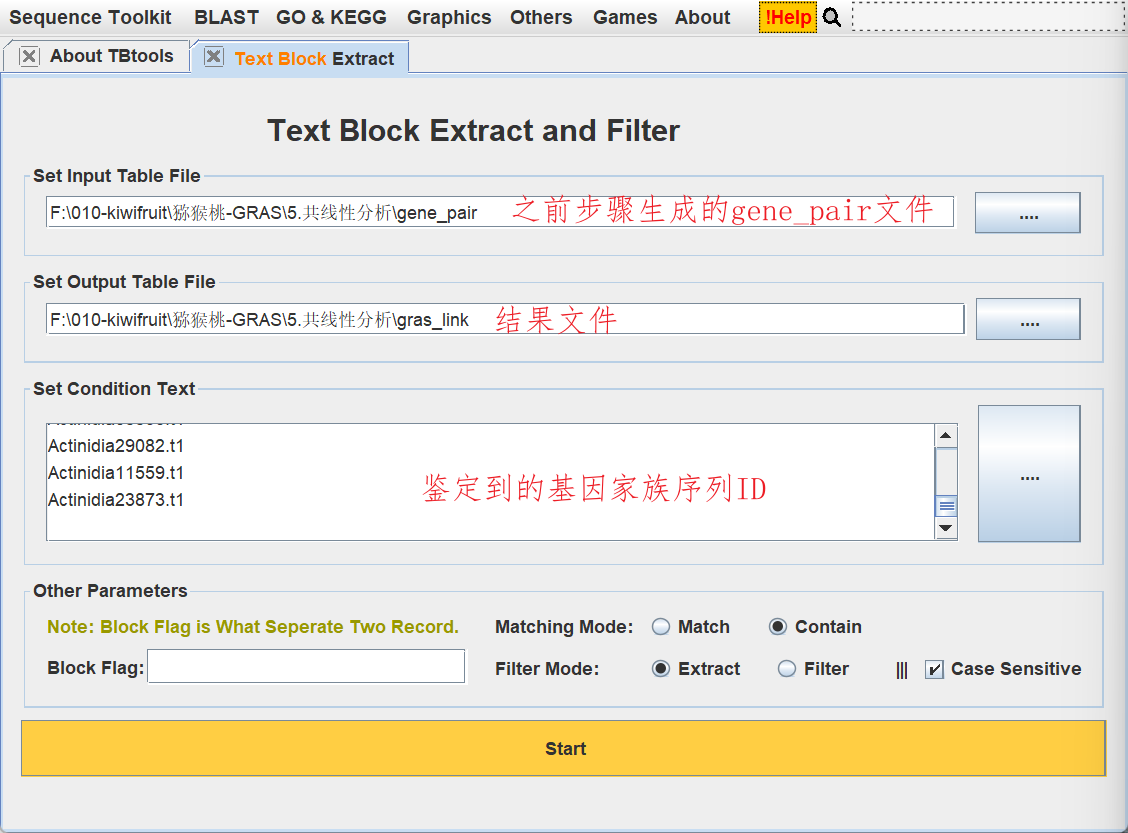 Sequence Toolkit BLAST GO & KEGG Graphics Others Games About !Help
About TBtools Text Block Extract
Text Block Extract and Filter
Set Input Table File
F:\010-kiwifruit\猕猴桃-GRAS\5.共线性分析\gene_pair 之前步骤生成的gene_pair文件 ....
Set Output Table File
F:\010-kiwifruit\猕猴桃-GRAS\5.共线性分析\gras_link 结果文件 ....
Set Condition Text
Actinidia29082.t1
Actinidia11559.t1
鉴定到的基因家族序列ID ....
Actinidia23873.t1
Other Parameters
Note: Block Flag is What Seperate Two Record. Matching Mode: Match Contain
Block Flag: Filter Mode: Extract Filter ||| Case Sensitive
Start